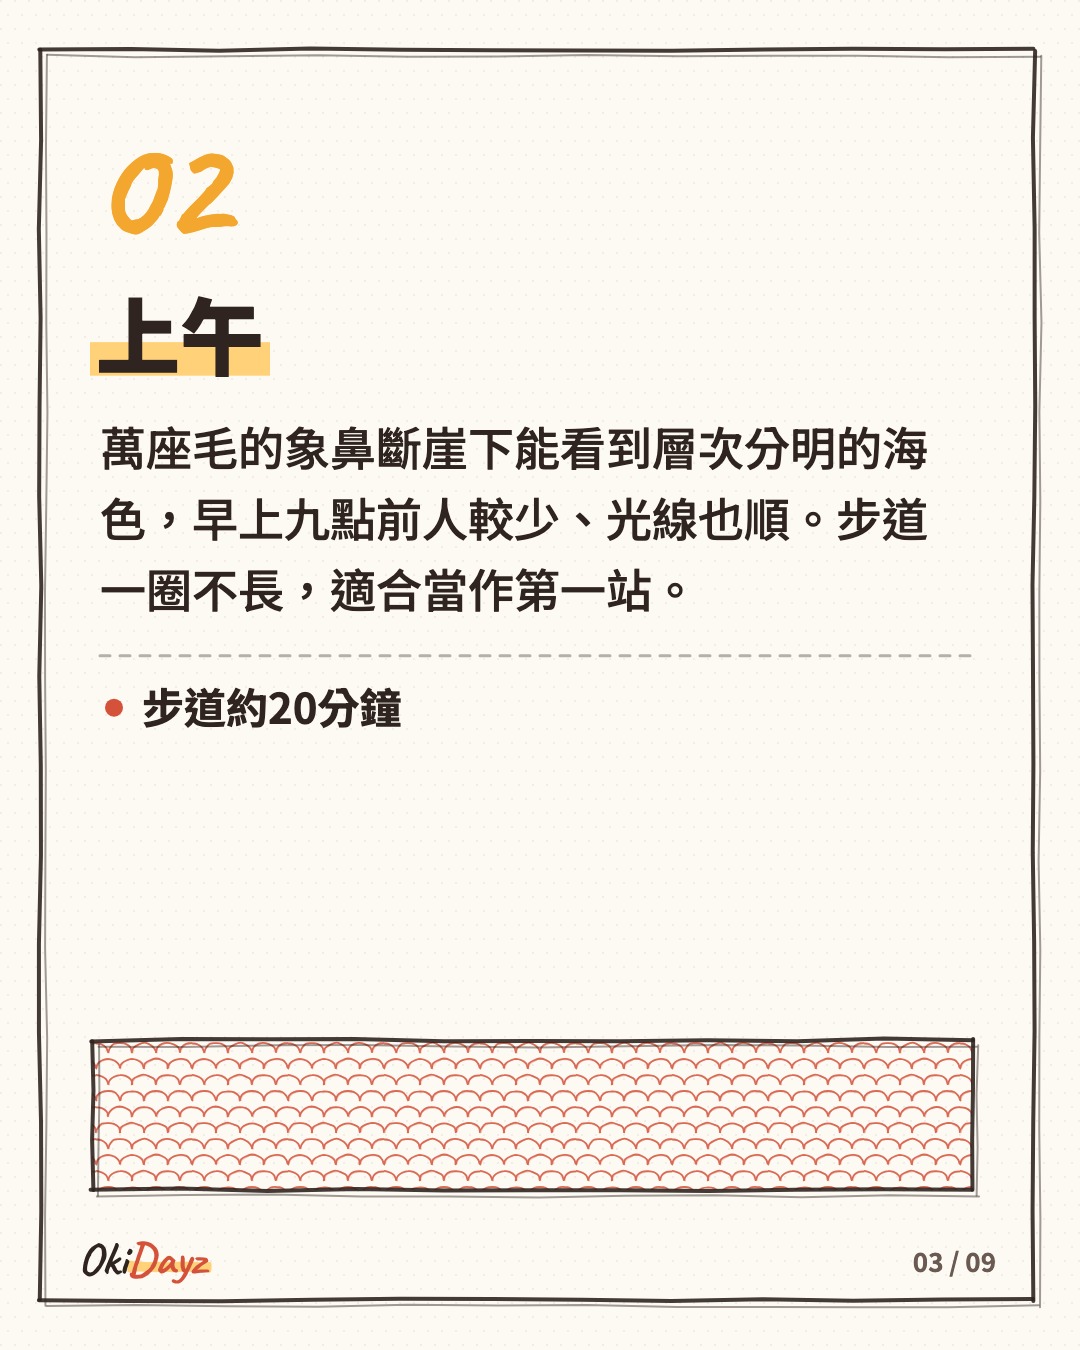 02
上午
萬座毛的象鼻斷崖下能看到層次分明的海
色，早上九點前人較少、光線也順。步道
一圈不長，適合當作第一站。
步道約20分鐘
OkiDayz
03 / 09